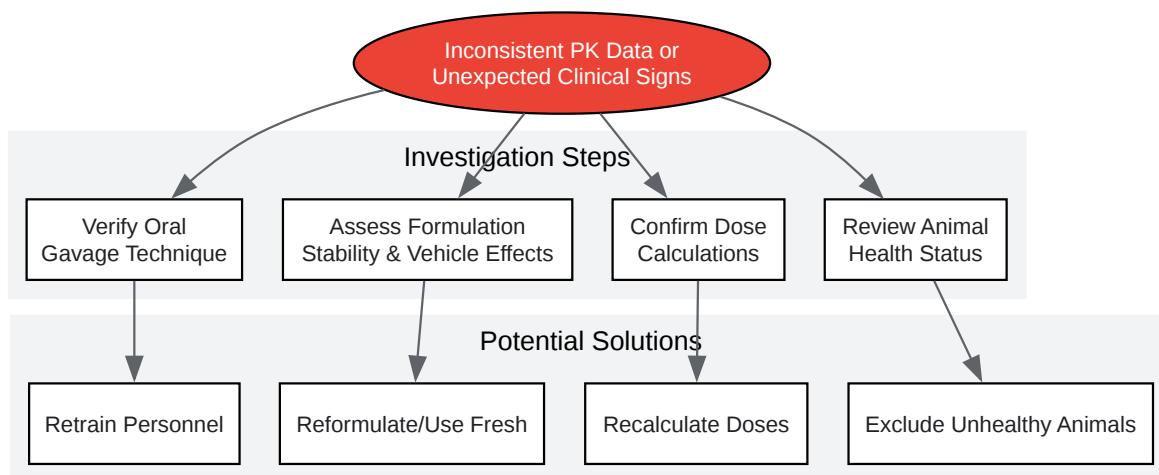 Inconsistent PK Data or
Unexpected Clinical Signs
Investigation Steps
Verify Oral
Gavage Technique
Assess Formulation
Stability & Vehicle Effects
Confirm Dose
Calculations
Review Animal
Health Status
Potential Solutions
Retrain Personnel
Reformulate/Use Fresh
Recalculate Doses
Exclude Unhealthy Animals